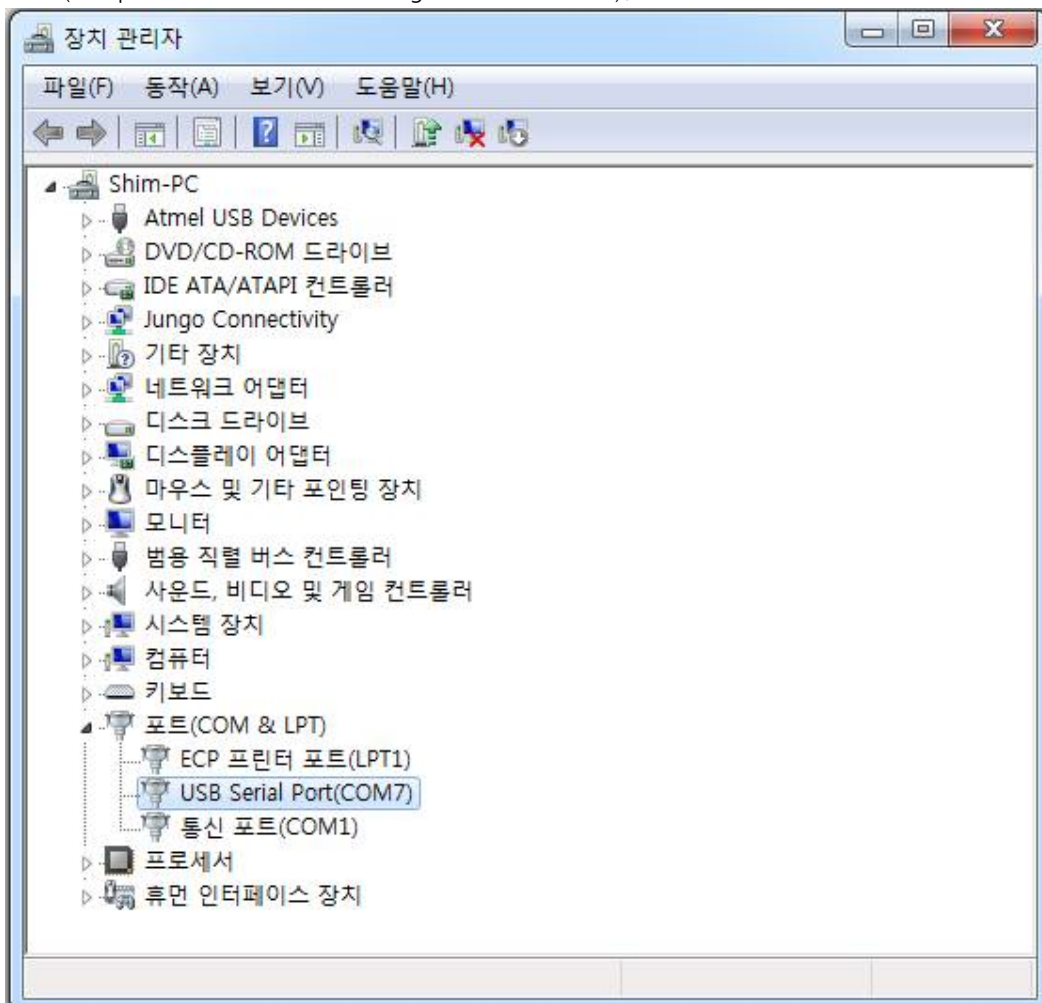 장치 관리자
파일(F) 동작(A) 보기(V) 도움말(H)
Shim-PC
Atmel USB Devices
DVD/CD-ROM 드라이브
IDE ATA/ATAPI 컨트롤러
Jungo Connectivity
기타 장치
네트워크 어댑터
디스크 드라이브
디스플레이 어댑터
마우스 및 기타 포인팅 장치
모니터
범용 직렬 버스 컨트롤러
사운드, 비디오 및 게임 컨트롤러
시스템 장치
컴퓨터
키보드
포트(COM & LPT)
ECP 프린터 포트(LPT1)
USB Serial Port(COM7)
통신 포트(COM1)
프로세서
휴먼 인터페이스 장치